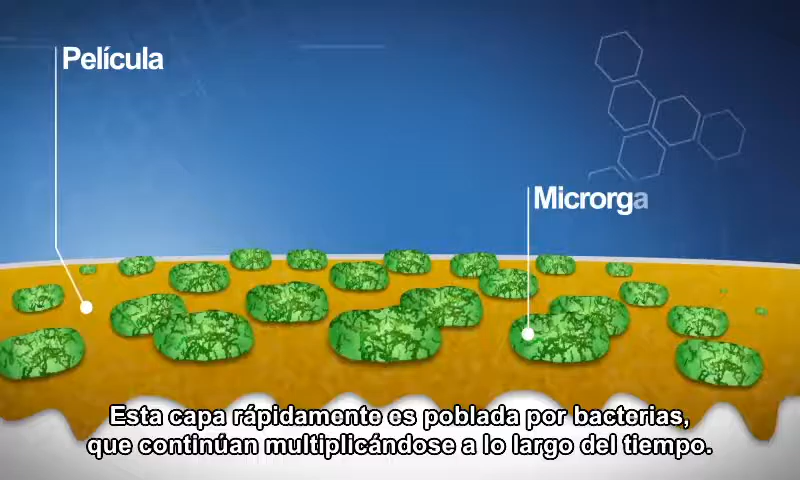 Película
Microrga
Esta capa rápidamente es poblada por bacterias,
que continúan multiplicándose a lo largo del tiempo.